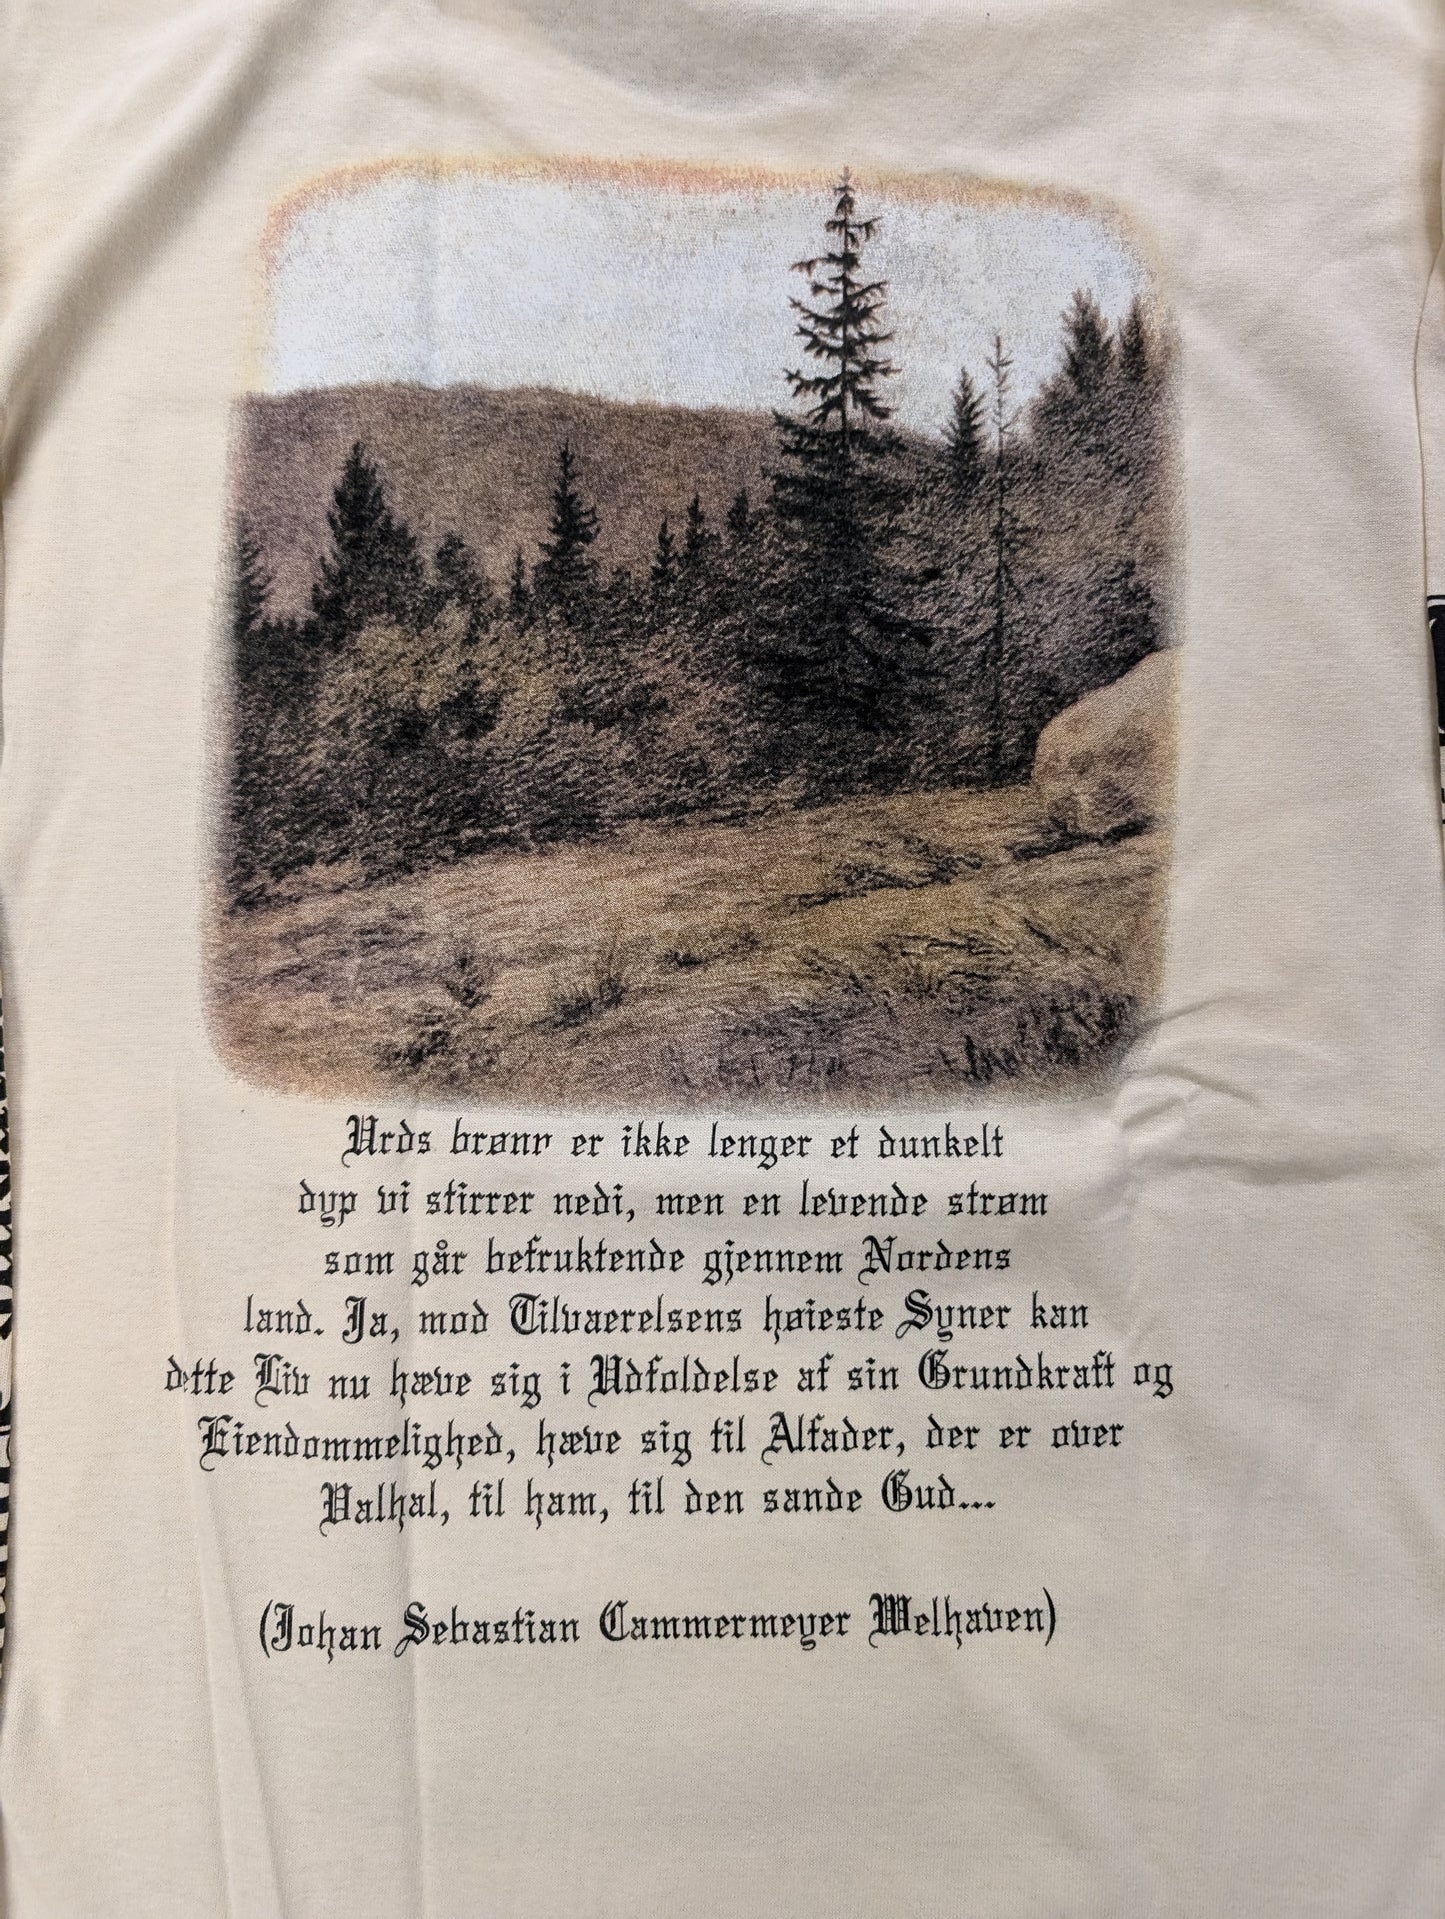 Urds brønn er ikke lenger et dunkelt
dyp vi stirrer nedi, men en levende strøm
som går befruktende gjennem Nordens
land. Ja, mod Tilvaerelsens høieste Syner kan
dette Liv nu hæve sig i Udfoldelse af sin Grundkraft og
Eiendommelighed, hæve sig til Alfader, der er over
Valhal, til ham, til den sande Gud...
(Johan Sebastian Cammermeyer Welhaven)